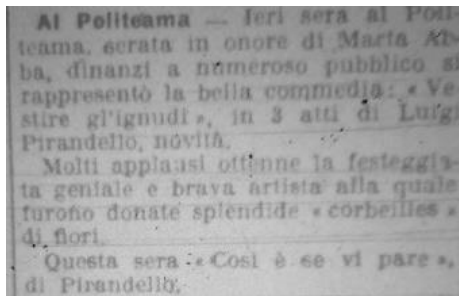 Al Politeama — Ieri sera al Poli-
teama, serata in onore di Marta Ab-
ba, dinanzi a numeroso pubblico si
rappresentò la bella commedia: « Ve-
stire gl'ignudi », in 3 atti di Luigi
Pirandello, novità.
Molti applausi ottenne la festeggia-
ta geniale e brava artista alla quale
furono donate splendide « corbeilles »
di fiori.
Questa sera « Così è se vi pare »,
di Pirandello.